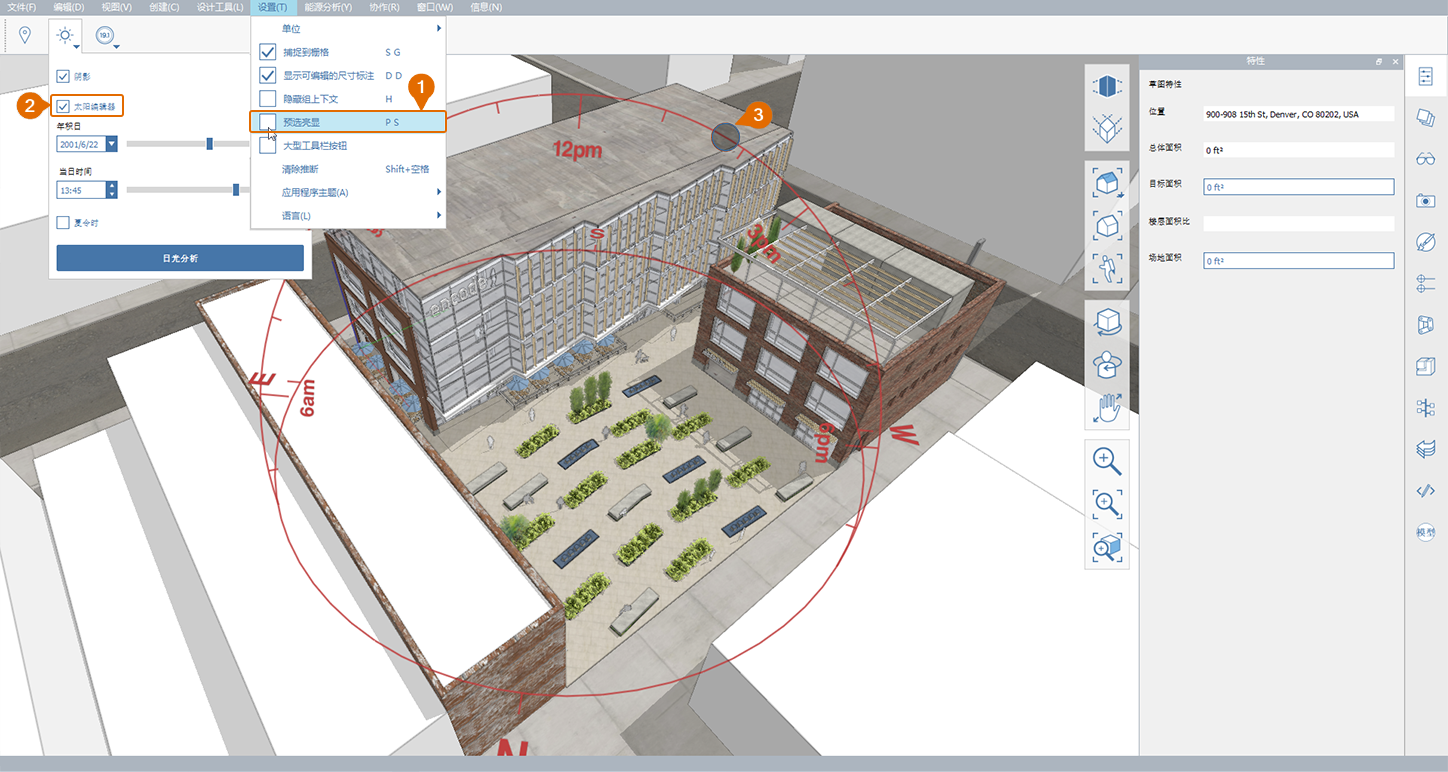 文件(F) 编辑(D) 视图(V) 创建(C) 设计工具(L) 设置(T) 能源分析(Y) 协作(R) 窗口(W) 信息(N)
19.1
阴影
2
太阳编辑器
年积日
2001/6/22
当日时间
13:45
夏令时
日光分析
单位
捕捉到栅格 S G
显示可编辑的尺寸标注 D D
隐藏组上下文 H
1
预选亮显 P S
大型工具栏按钮
清除推断 Shift+空格
应用程序主题(A)
语言(L)
3
12pm
S
3pm
E
6am
W
6pm
N
特性
草图特性
位置 900-908 15th St, Denver, CO 80202, USA
总体面积 0 ft²
目标面积 0 ft²
楼层面积比
场地面积 0 ft²
模型